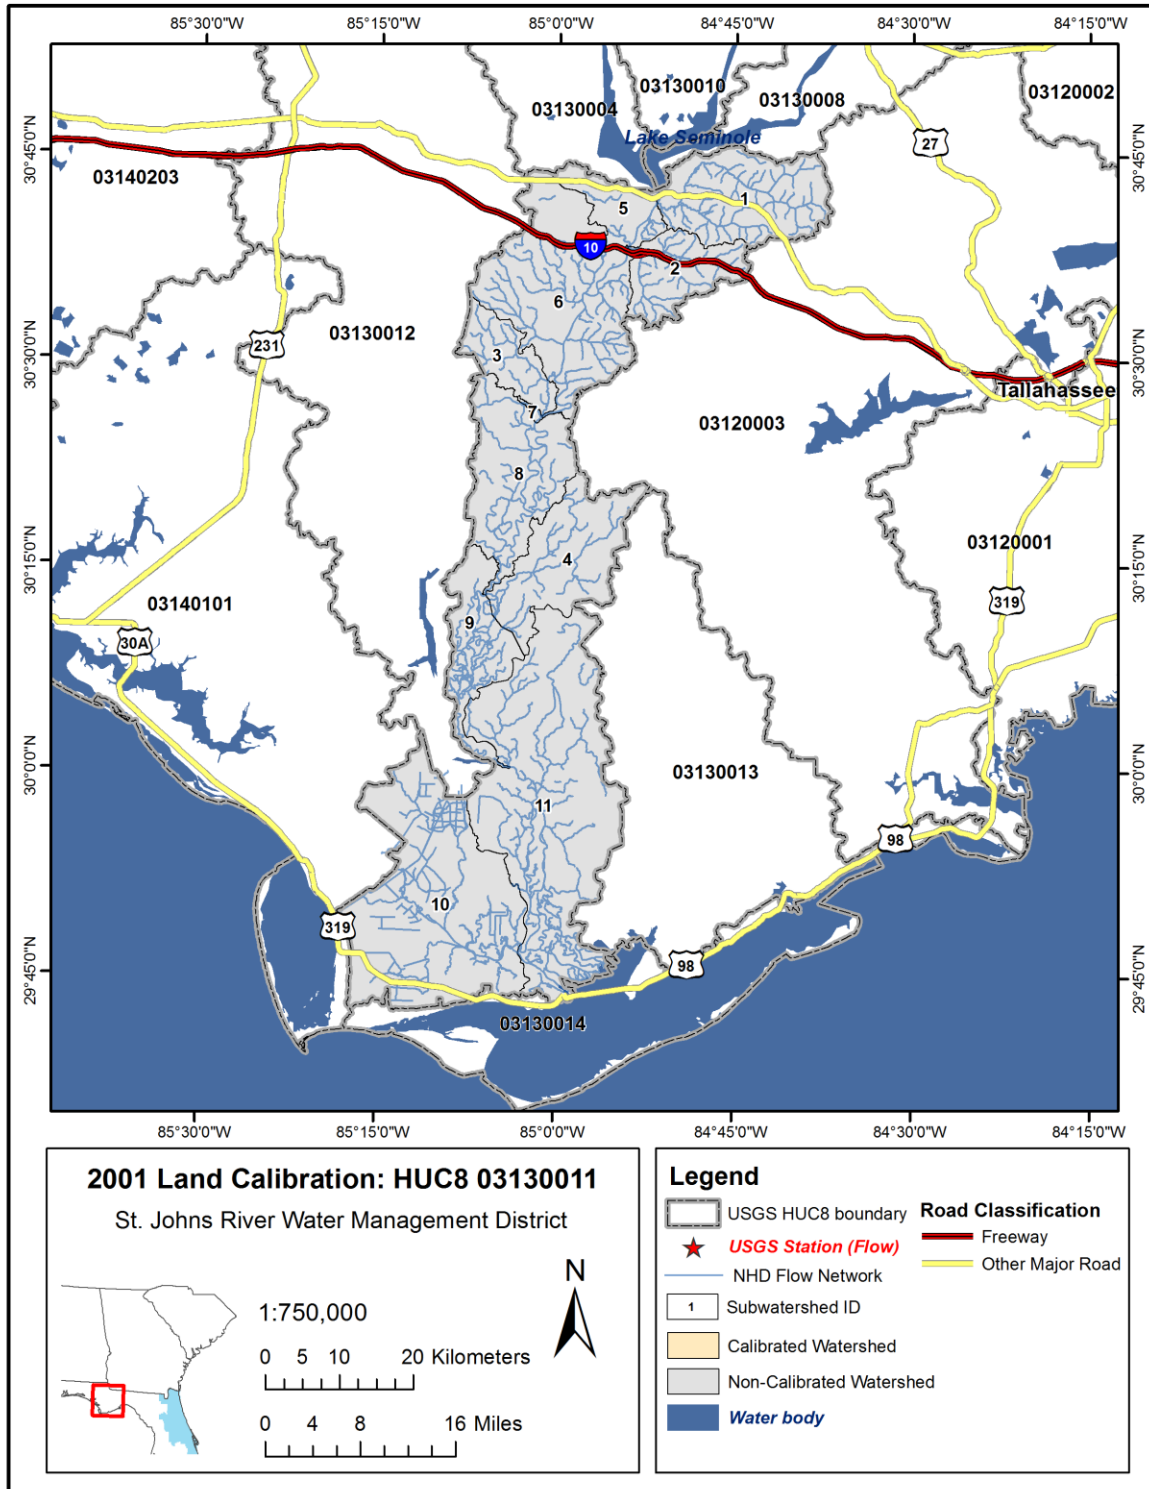 85°30'0"W 85°15'0"W 85°0'0"W 84°45'0"W 84°30'0"W 84°15'0"W
03130010
03130004
03130008
03120002
Lake Seminole
27
30°45'0"N
30°45'0"N
03140203
1
5
10
2
6
231
03130012
3
30°30'0"N
30°30'0"N
Tallahassee
7
03120003
8
03120001
4
30°15'0"N
30°15'0"N
03140101
319
9
30A
03130013
30°0'0"N
30°0'0"N
11
98
10
319
98
29°45'0"N
29°45'0"N
03130014
85°30'0"W 85°15'0"W 85°0'0"W 84°45'0"W 84°30'0"W 84°15'0"W
2001 Land Calibration: HUC8 03130011
St. Johns River Water Management District
N
1:750,000
0 5 10 20 Kilometers
0 4 8 16 Miles
Legend
USGS HUC8 boundary
USGS Station (Flow)
NHD Flow Network
1 Subwatershed ID
Calibrated Watershed
Non-Calibrated Watershed
Water body
Road Classification
Freeway
Other Major Road